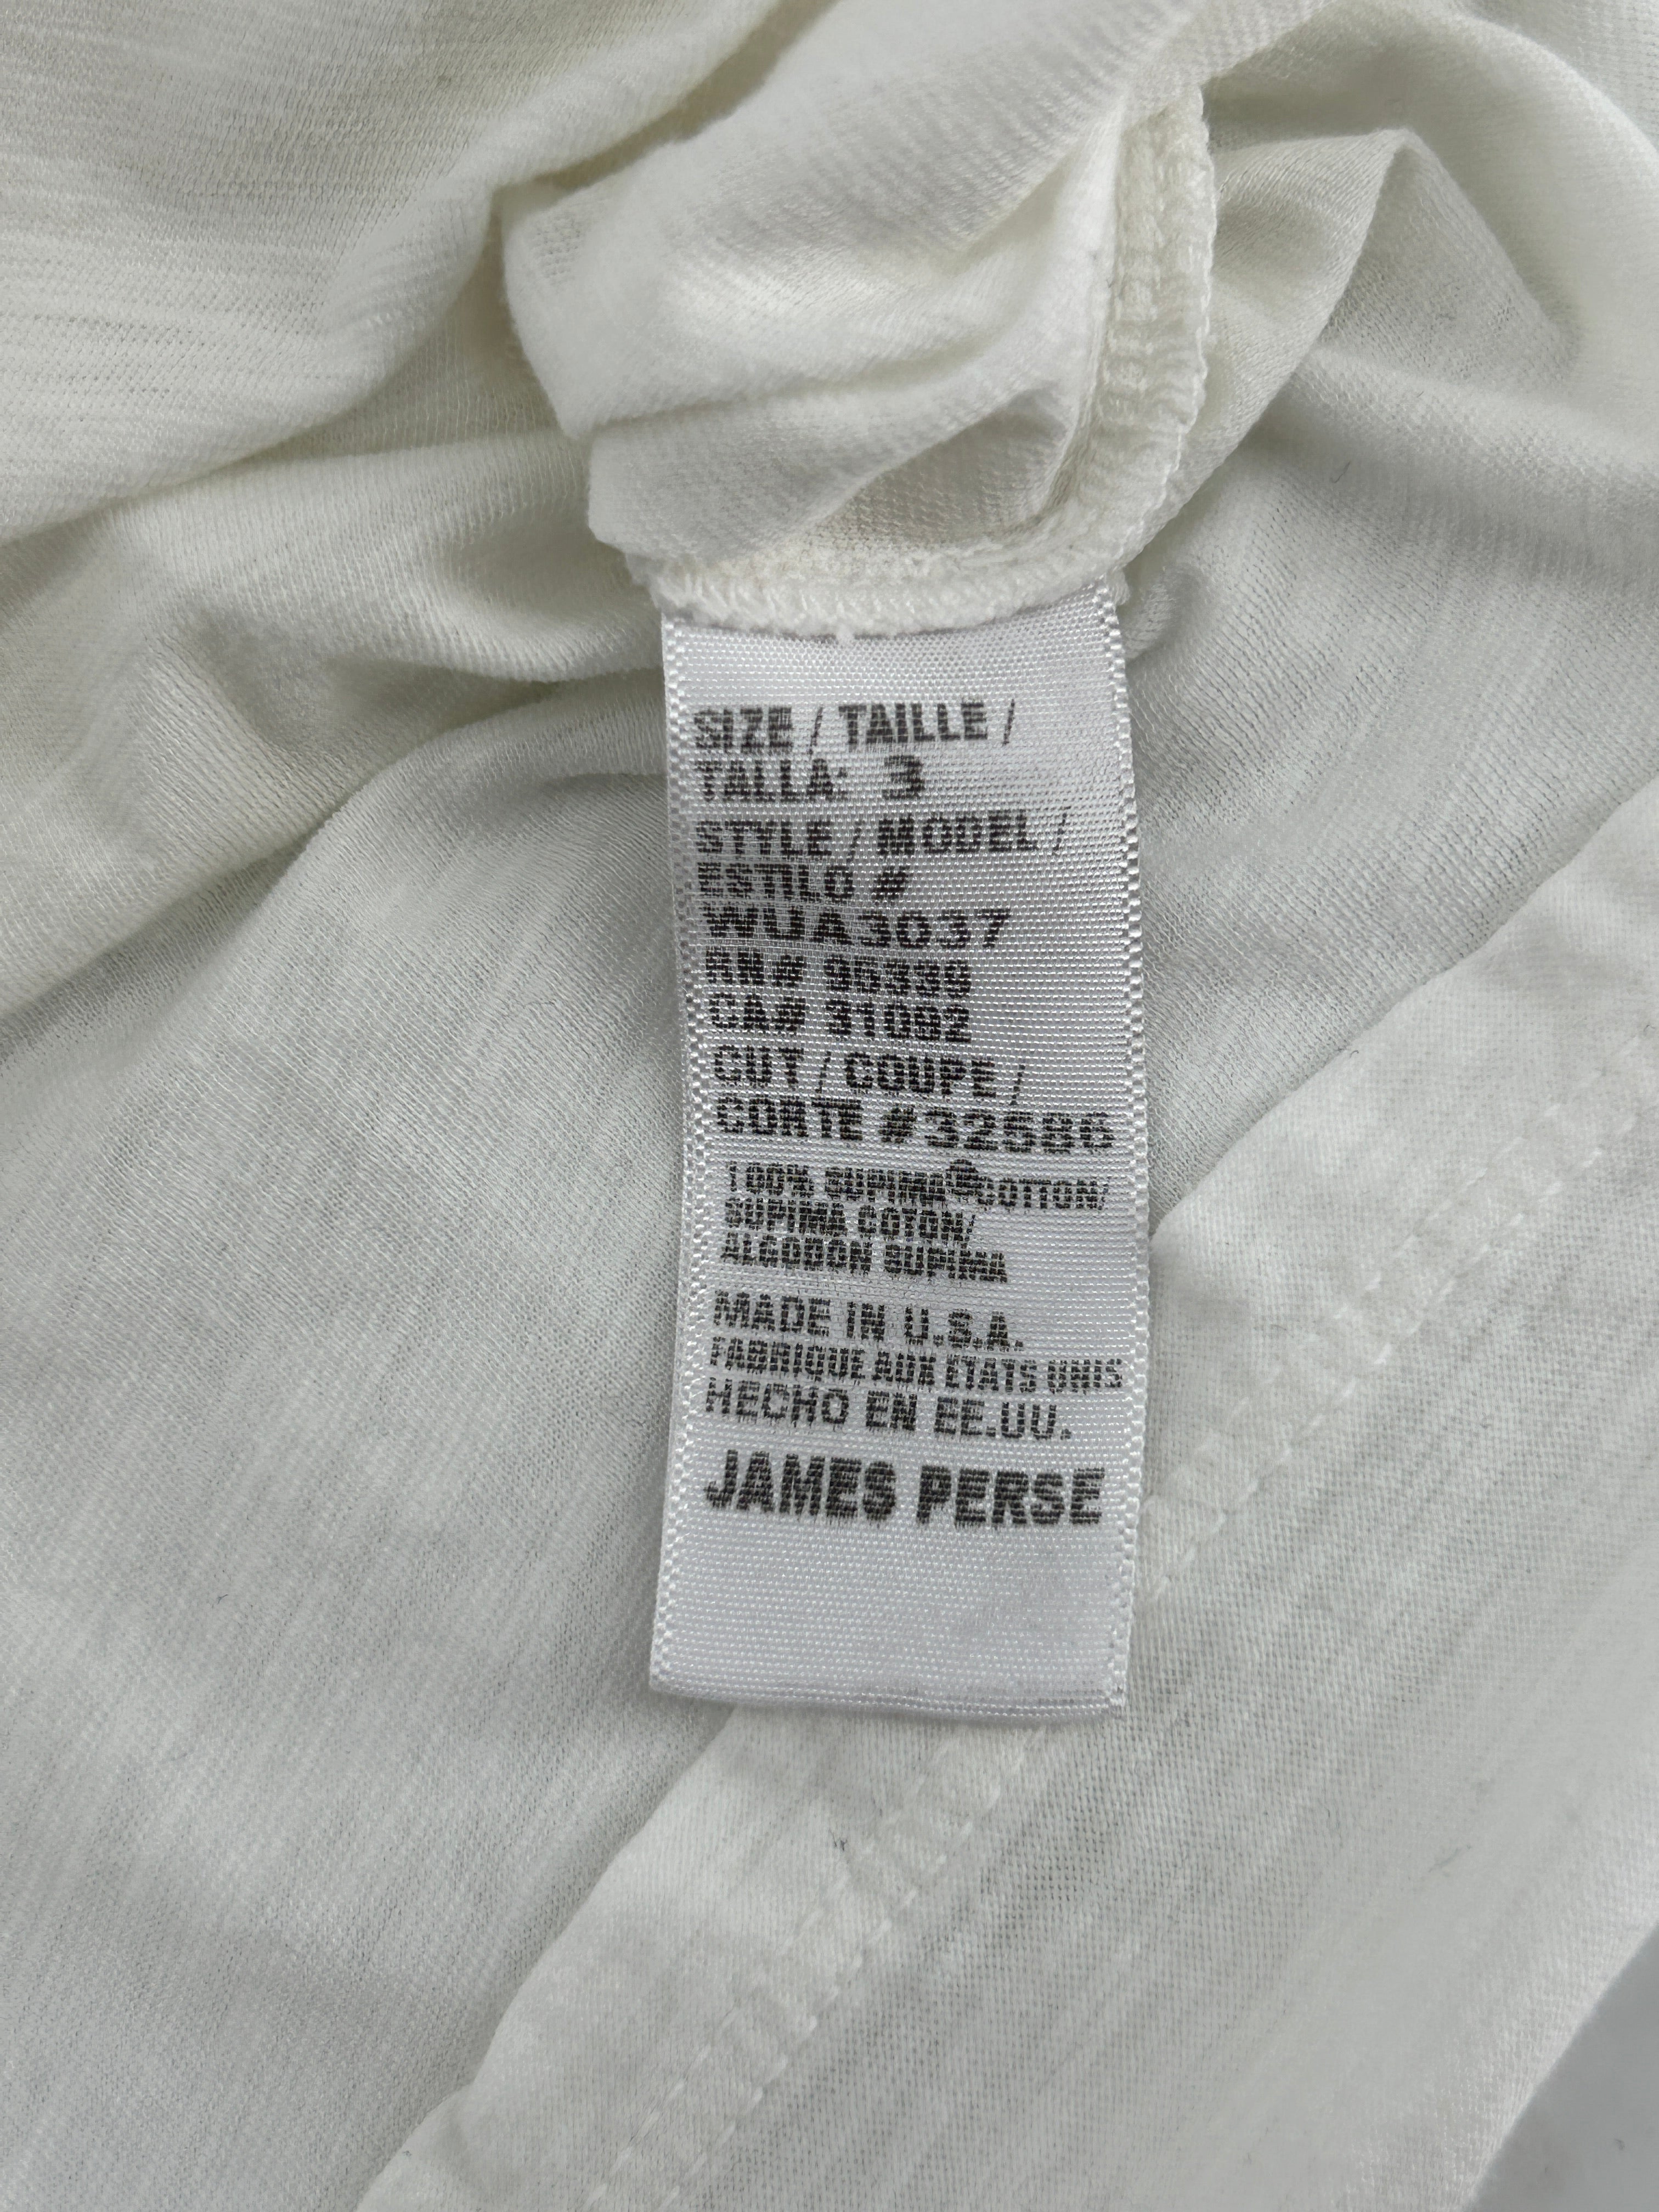 SIZE / TAILLE /
TALLA: 3
STYLE / MODEL /
ESTILO #
WUA3037
RN# 95339
CA# 31092
CUT / COUPE /
CORTE #32586
100% SUPIMA® COTTON/
SUPIMA COTON/
ALGODON SUPIMA
MADE IN U.S.A.
FABRIQUE AUX ETATS UNIS
HECHO EN EE.UU.
JAMES PERSE